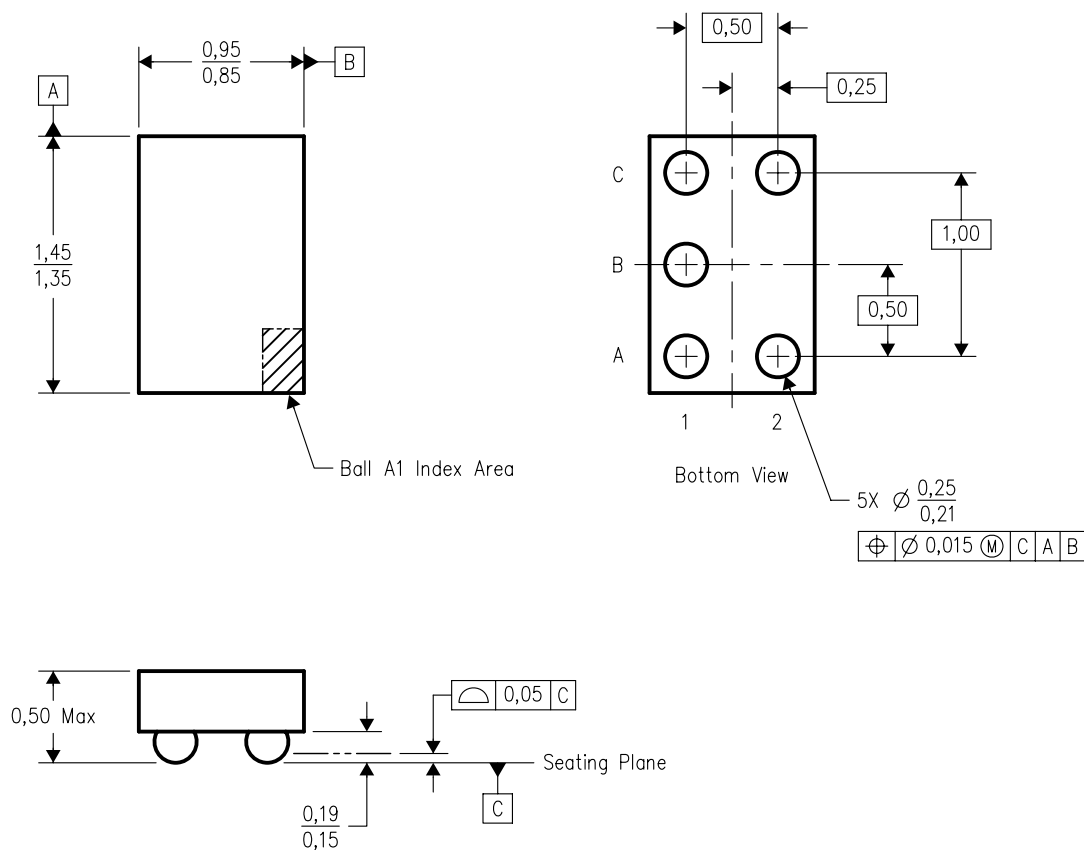 0,95
0,85
B
A
1,45
1,35
Ball A1 Index Area
0,50
0,25
C
B
A
1,00
0,50
1 2
Bottom View
5X Ø 0,25
0,21
⌖ Ø 0,015 Ⓜ C A B
0,50 Max
⌓ 0,05 C
Seating Plane
C
0,19
0,15